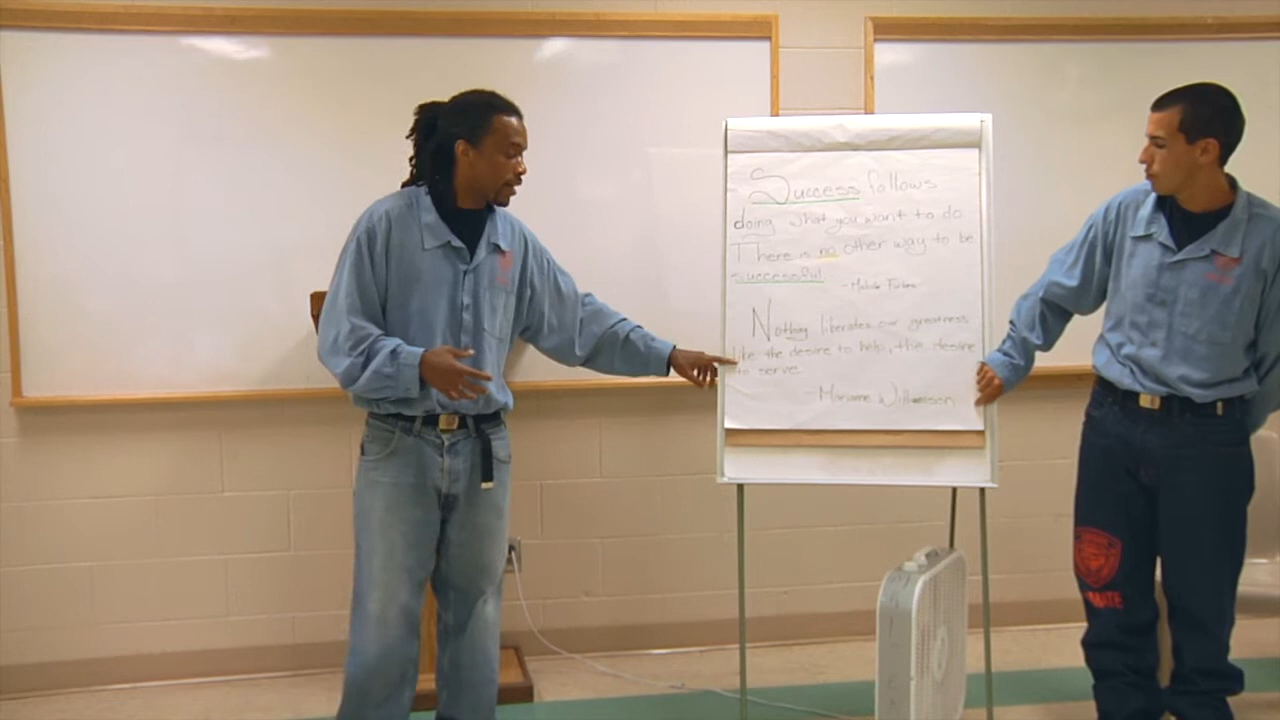 Success follows
doing what you want to do
There is no other way to be
successful.
- Malcolm Forbes
Nothing liberates our greatness
like the desire to help, the desire
to serve
- Marianne Williamson